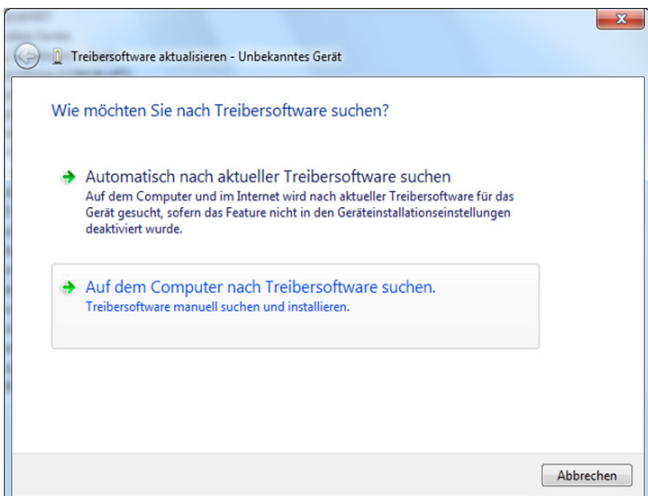 X
Treibersoftware aktualisieren - Unbekanntes Gerät
Wie möchten Sie nach Treibersoftware suchen?
Automatisch nach aktueller Treibersoftware suchen
Auf dem Computer und im Internet wird nach aktueller Treibersoftware für das
Gerät gesucht, sofern das Feature nicht in den Geräteinstallationseinstellungen
deaktiviert wurde.
Auf dem Computer nach Treibersoftware suchen.
Treibersoftware manuell suchen und installieren.
Abbrechen